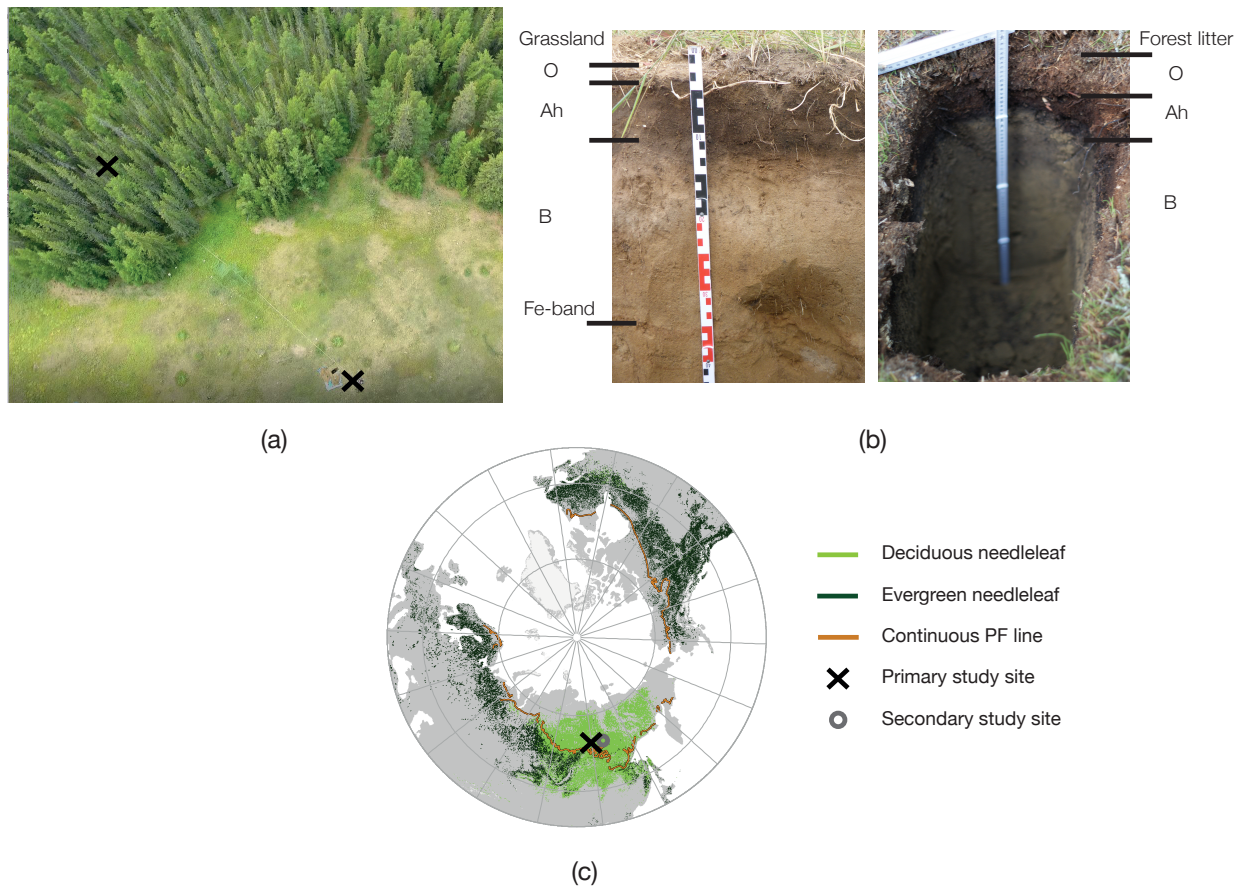 Grassland
O
Ah
B
Fe-band
Forest litter
O
Ah
B
(a)
(b)
Deciduous needleleaf
Evergreen needleleaf
Continuous PF line
Primary study site
Secondary study site
(c)